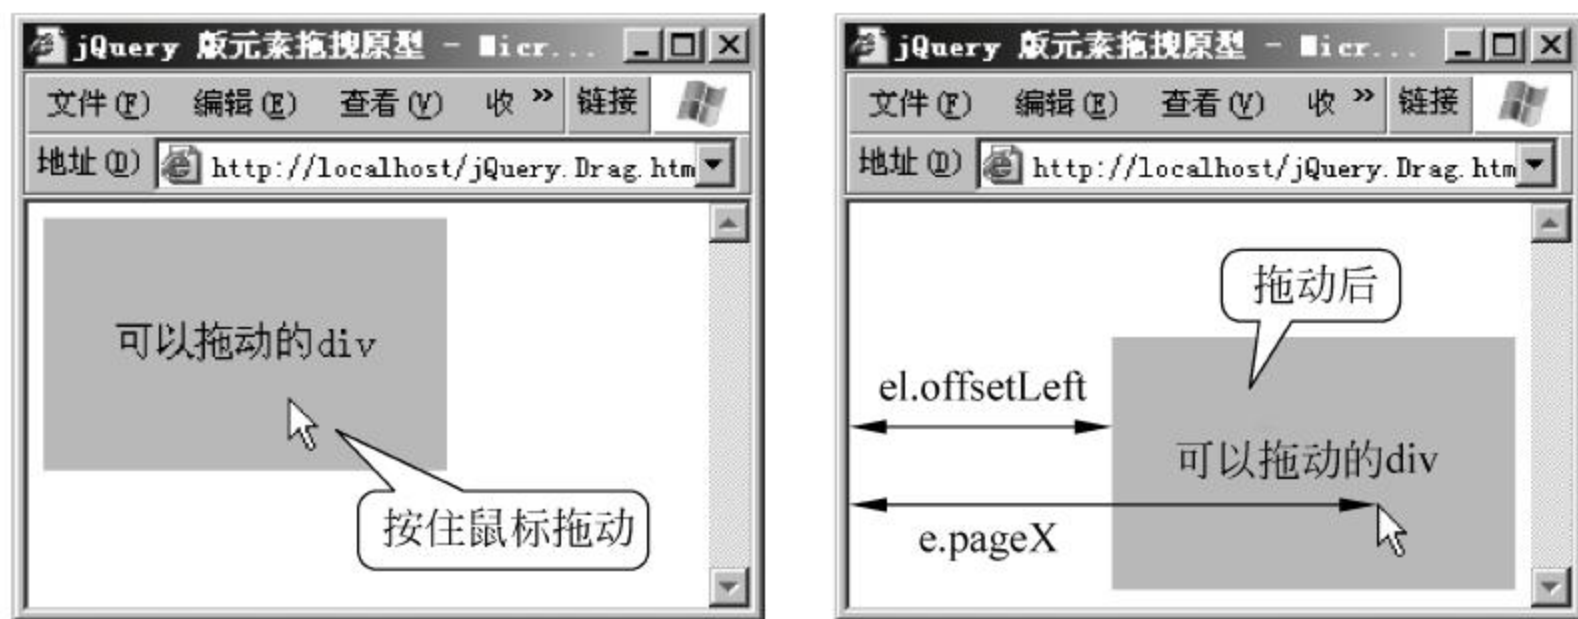 jQuery 版元素拖拽原型 - Micr...
文件(F) 编辑(E) 查看(V) 收 » 链接
地址(D) http://localhost/jQuery.Drag.htm
可以拖动的div
按住鼠标拖动
jQuery 版元素拖拽原型 - Micr...
文件(F) 编辑(E) 查看(V) 收 » 链接
地址(D) http://localhost/jQuery.Drag.htm
拖动后
el.offsetLeft
可以拖动的div
e.pageX